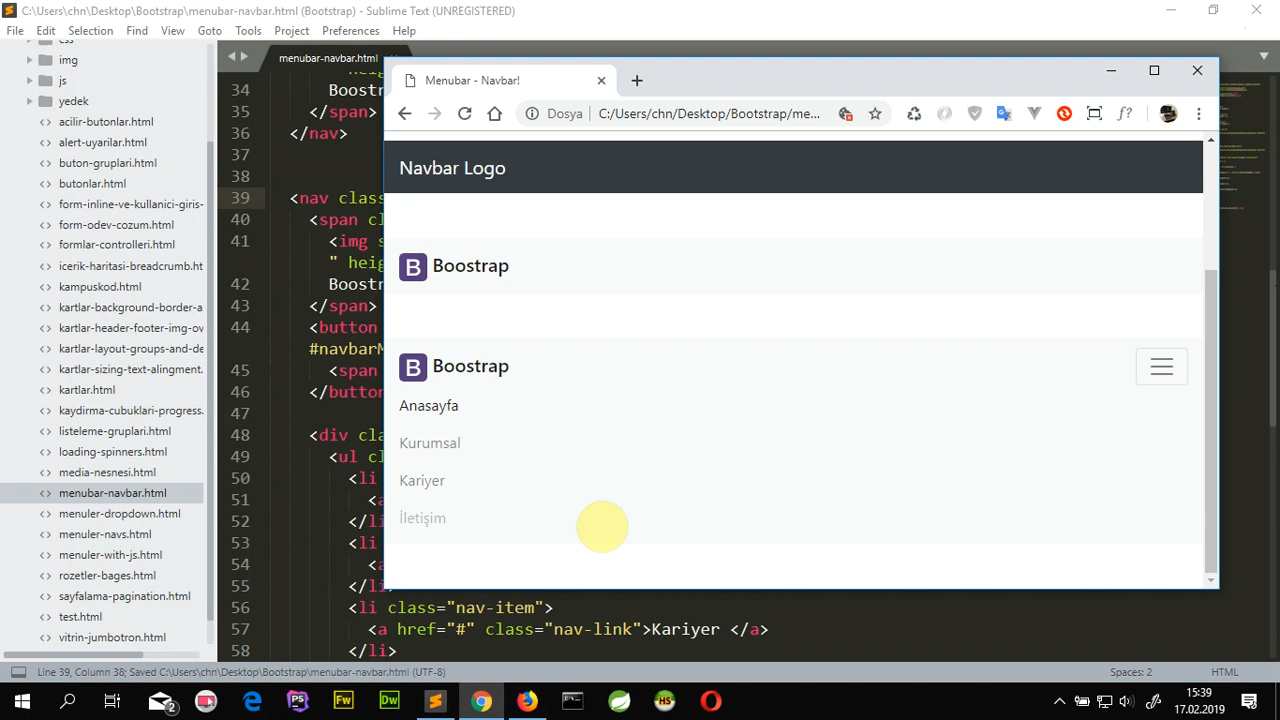 C:\Users\chn\Desktop\Bootstrap\menubar-navbar.html (Bootstrap) - Sublime Text (UNREGISTERED)
File Edit Selection Find View Goto Tools Project Preferences Help
css
img
js
yedek
acilir-butonlar.html
alert-uyarilar.html
buton-gruplari.html
butonlar.html
form-inline-ve-kullanici-giris-
form-odev-cozum.html
formlar-controlleri.html
icerik-haritasi-breadcrumb.ht
kampuskod.html
kartlar-background-border-a
kartlar-header-footer-img-ov
kartlar-layout-groups-and-de
kartlar-sizing-text-alingment.
kartlar.html
kaydirma-cubuklari-progress.
listeleme-gruplari.html
loading-spinners.html
media-nesnesi.html
menubar-navbar.html
menuler-dropdown.html
menuler-navs.html
menuler-with-js.html
rozetler-bages.html
sayfalama-pagination.html
test.html
vitrin-jumbotron.html
menubar-navbar.html
34 Boostr
35 </span>
36 </nav>
37
38
39 <nav class
40 <span cl
41 <img s
" heig
42 Boostr
43 </span>
44 <button
#navbarM
45 <span
46 </button
47
48 <div cla
49 <ul cl
50 <li
51 <a
52 </li
53 <li
54 <a
55 </li
56 <li class="nav-item">
57 <a href="#" class="nav-link">Kariyer </a>
58 </li>
Menubar - Navbar!
Dosya C:/Users/chn/Desktop/Bootstrap/me...
f?
Navbar Logo
B Boostrap
B Boostrap
Anasayfa
Kurumsal
Kariyer
İletişim
Line 39, Column 38; Saved C:\Users\chn\Desktop\Bootstrap\menubar-navbar.html (UTF-8)
Spaces: 2
HTML
2
PS
Fw
Dw
HS
15:39
17.02.2019